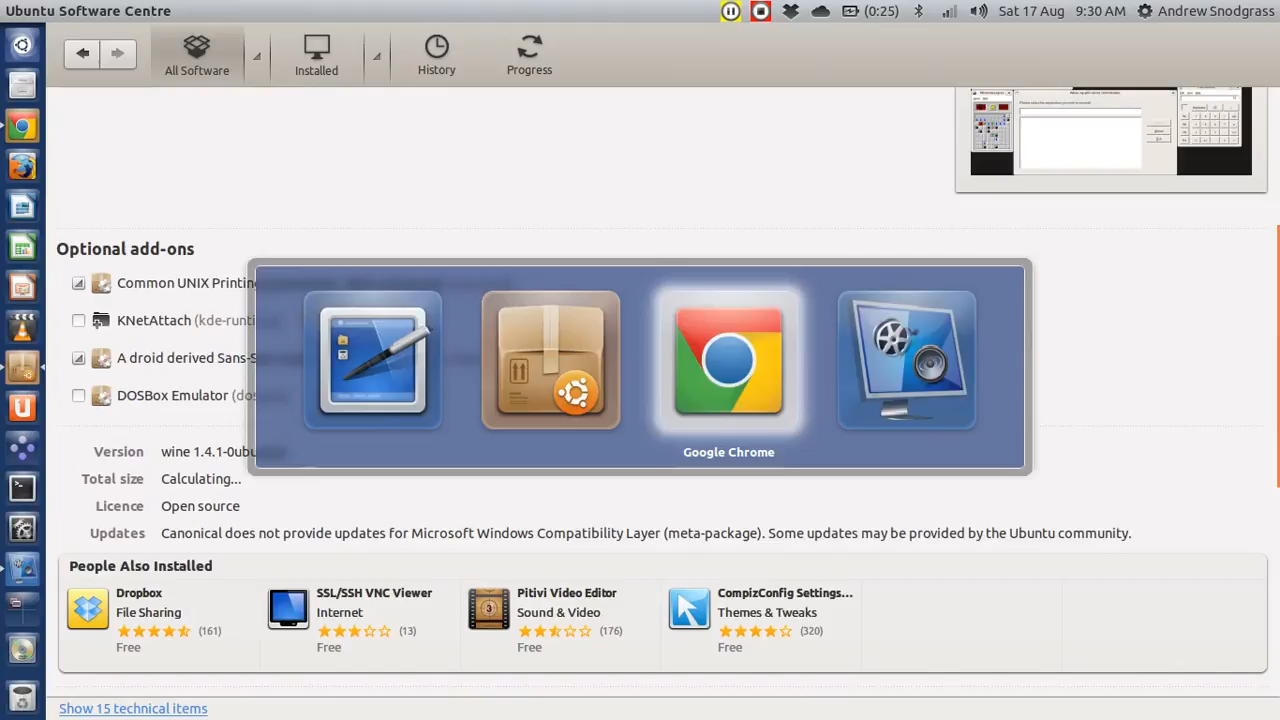 Ubuntu Software Centre
(0:25)
Sat 17 Aug
9:30 AM
Andrew Snodgrass
All Software
Installed
History
Progress
Optional add-ons
Common UNIX Printing
KNetAttach (kde-runti
A droid derived Sans-S
DOSBox Emulator (dos
Google Chrome
Version wine 1.4.1-0ubu
Total size Calculating...
Licence Open source
Updates Canonical does not provide updates for Microsoft Windows Compatibility Layer (meta-package). Some updates may be provided by the Ubuntu community.
People Also Installed
Dropbox
File Sharing
(161)
Free
SSL/SSH VNC Viewer
Internet
(13)
Free
Pitivi Video Editor
Sound & Video
(176)
Free
CompizConfig Settings...
Themes & Tweaks
(320)
Free
Show 15 technical items